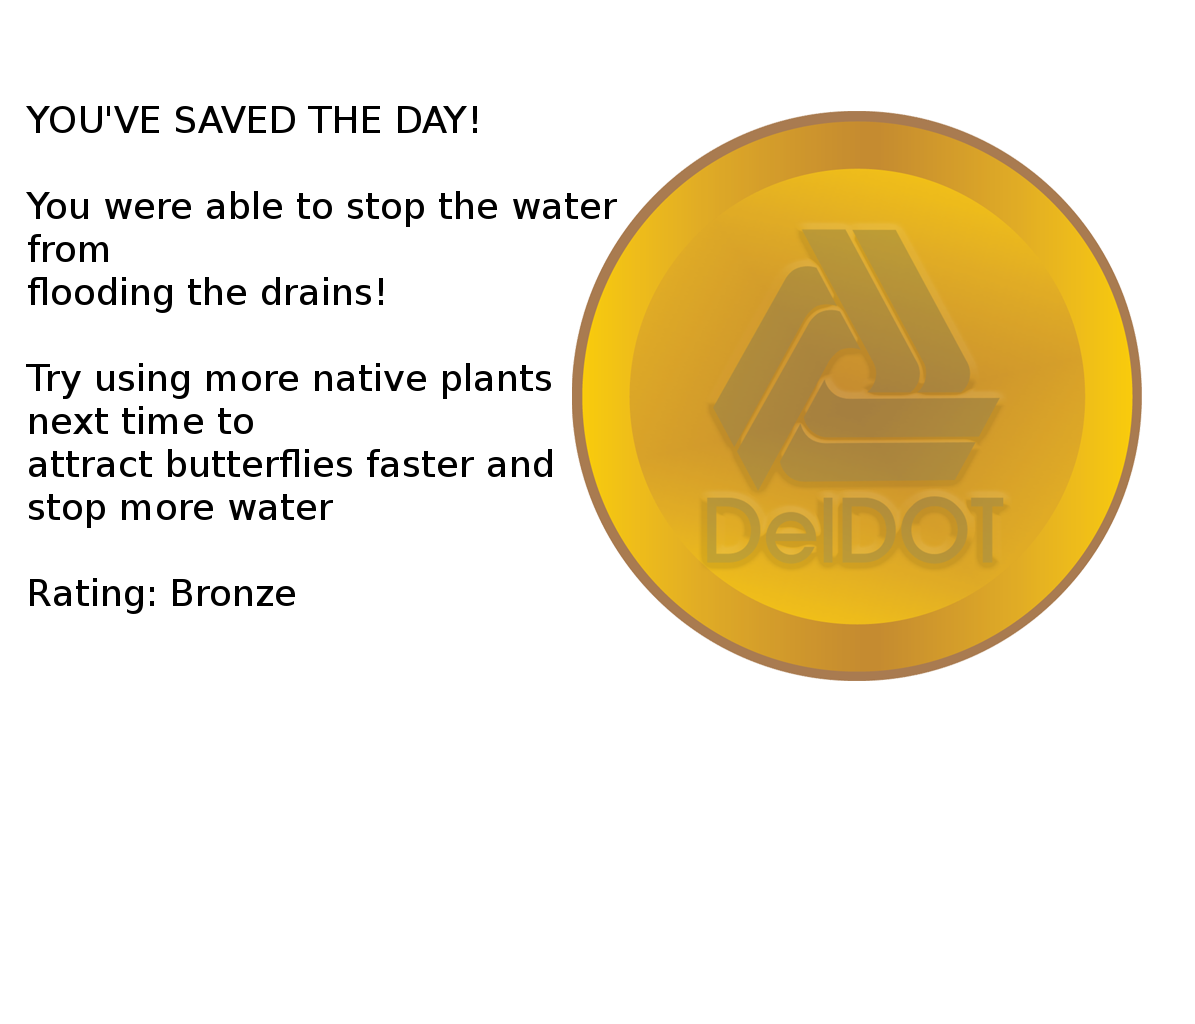 YOU'VE SAVED THE DAY!
You were able to stop the water
from
flooding the drains!
Try using more native plants
next time to
attract butterflies faster and
stop more water
Rating: Bronze
DelDOT